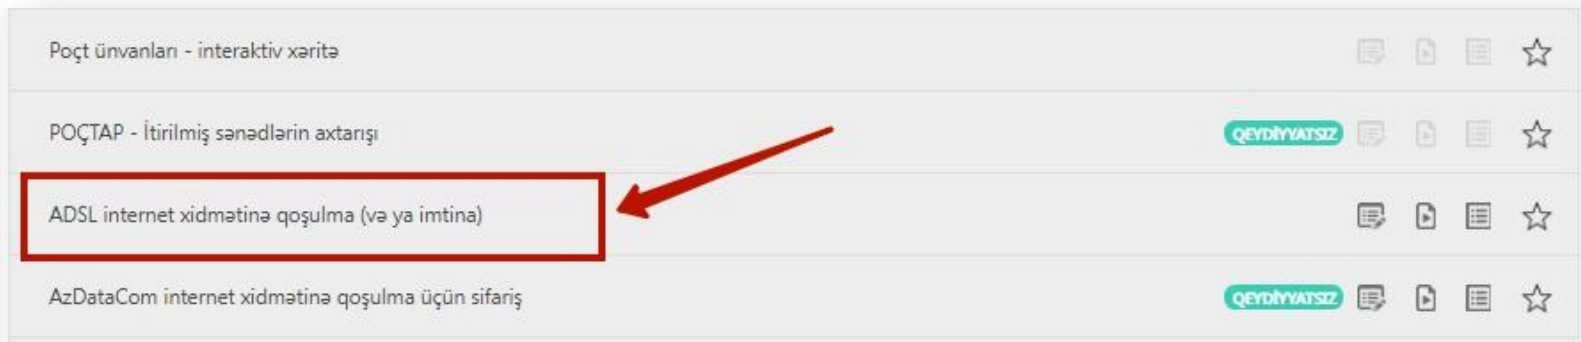 Poçt ünvanları - interaktiv xəritə
POÇTAP - İtirilmiş sənədlərin axtarışı QEYDİYYATSIZ
ADSL internet xidmətinə qoşulma (və ya imtina)
AzDataCom internet xidmətinə qoşulma üçün sifariş QEYDİYYATSIZ